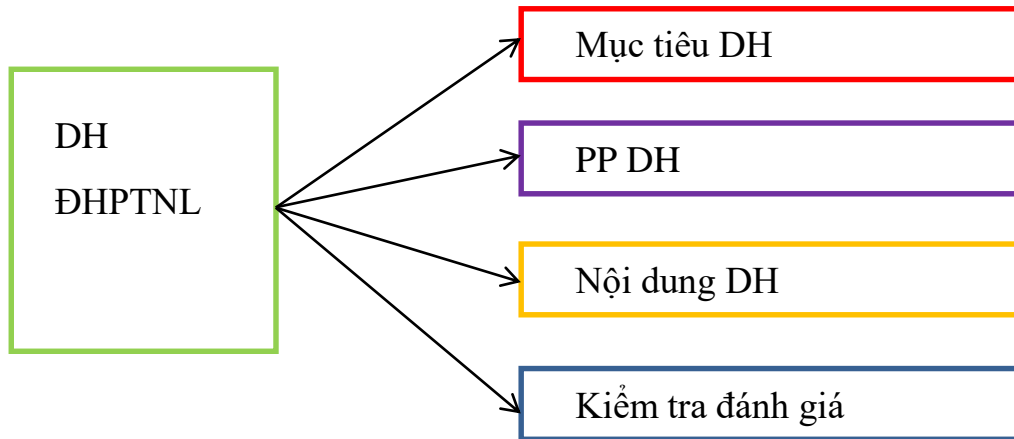 DH
ĐHPTNL
Mục tiêu DH
PP DH
Nội dung DH
Kiểm tra đánh giá